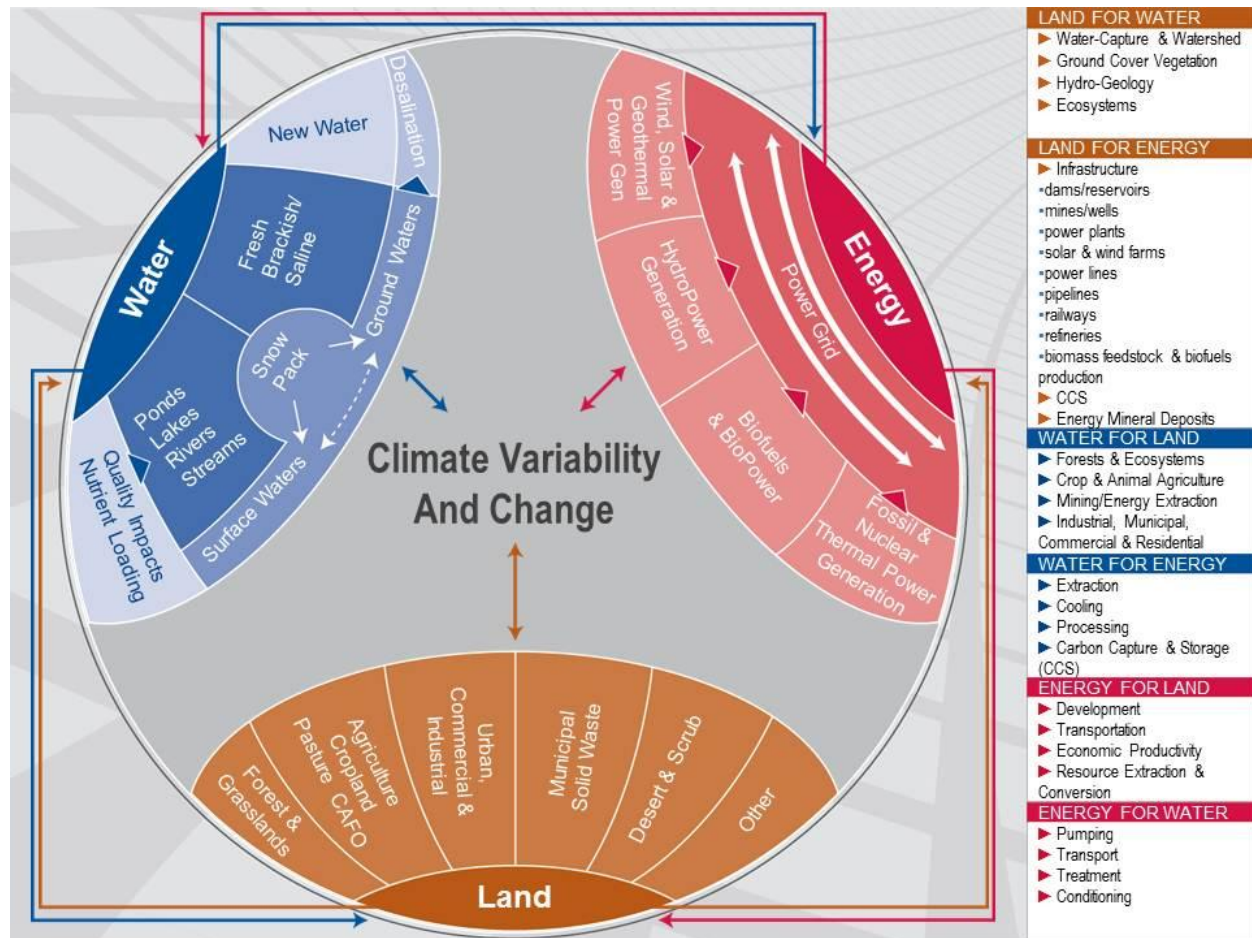 Water
New Water
Desalination
Fresh
Brackish/
Saline
Ground Waters
Snow
Pack
Ponds
Lakes
Rivers
Streams
Surface Waters
Quality Impacts
Nutrient Loading
Energy
Power Grid
Wind, Solar &
Geothermal
Power Gen
HydroPower
Generation
Biofuels
& BioPower
Fossil &
Nuclear
Thermal Power
Generation
Climate Variability
And Change
Forest &
Grasslands
Agriculture
Cropland
Pasture CAFO
Urban,
Commercial &
Industrial
Municipal
Solid Waste
Desert & Scrub
Other
Land
LAND FOR WATER
► Water-Capture & Watershed
► Ground Cover Vegetation
► Hydro-Geology
► Ecosystems
LAND FOR ENERGY
► Infrastructure
▪dams/reservoirs
▪mines/wells
▪power plants
▪solar & wind farms
▪power lines
▪pipelines
▪railways
▪refineries
▪biomass feedstock & biofuels
production
► CCS
► Energy Mineral Deposits
WATER FOR LAND
► Forests & Ecosystems
► Crop & Animal Agriculture
► Mining/Energy Extraction
► Industrial, Municipal,
Commercial & Residential
WATER FOR ENERGY
► Extraction
► Cooling
► Processing
► Carbon Capture & Storage
(CCS)
ENERGY FOR LAND
► Development
► Transportation
► Economic Productivity
► Resource Extraction &
Conversion
ENERGY FOR WATER
► Pumping
► Transport
► Treatment
► Conditioning